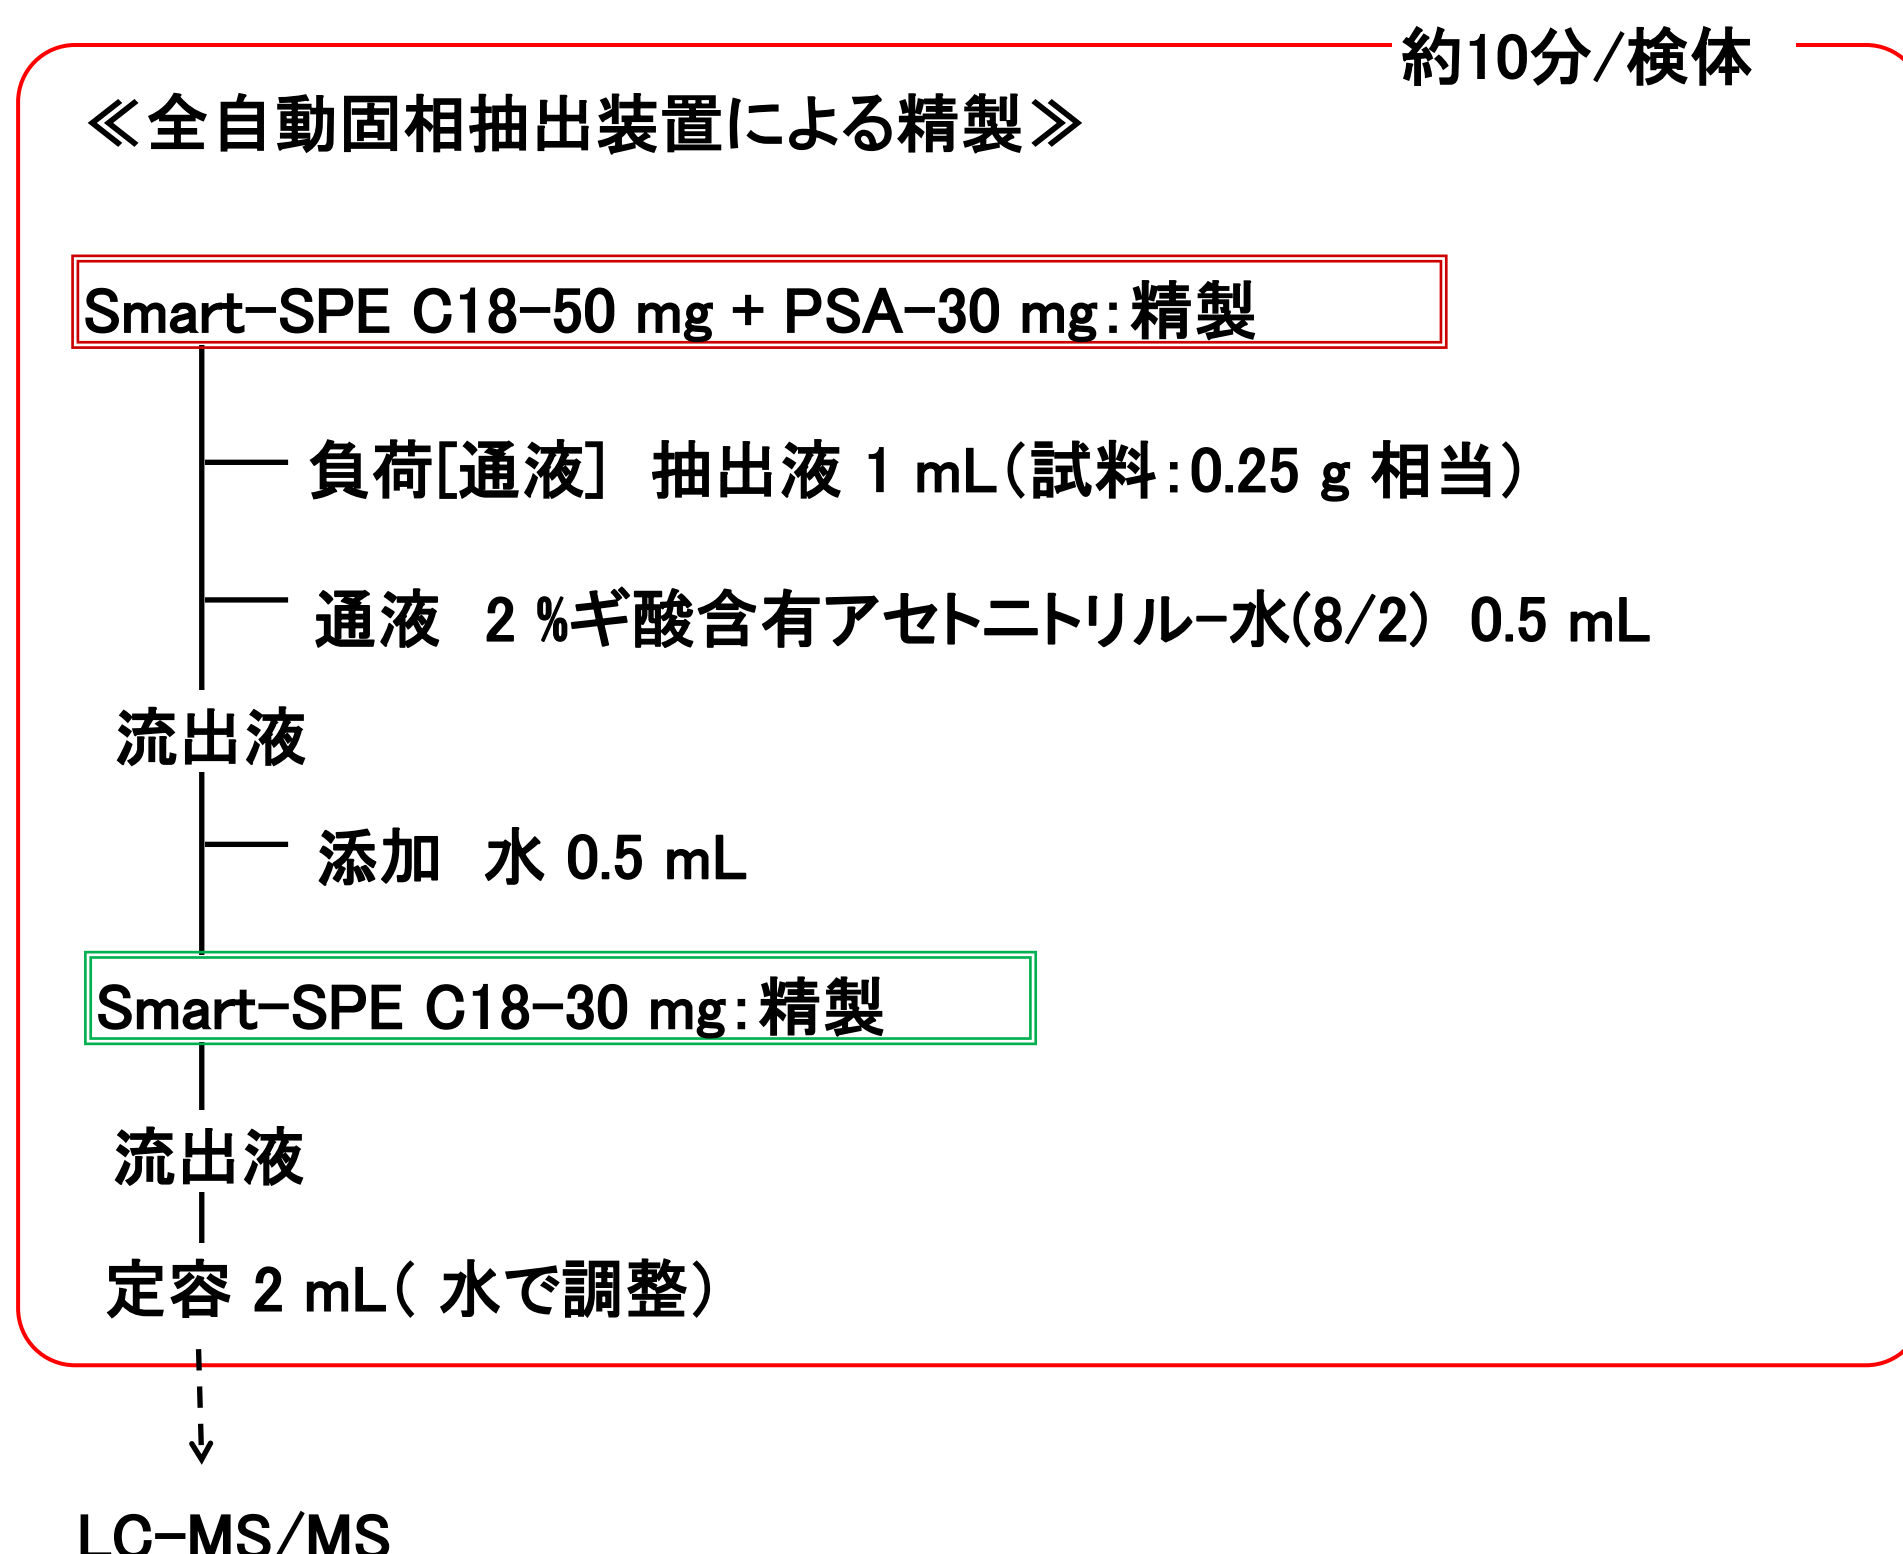 約10分/検体
≪全自動固相抽出装置による精製≫
Smart-SPE C18-50 mg + PSA-30 mg：精製
負荷[通液]　抽出液 1 mL（試料：0.25 g 相当）
通液　2 %ギ酸含有アセトニトリル-水(8/2)　0.5 mL
流出液
添加　水 0.5 mL
Smart-SPE C18-30 mg：精製
流出液
定容 2 mL（ 水で調整）
LC-MS/MS